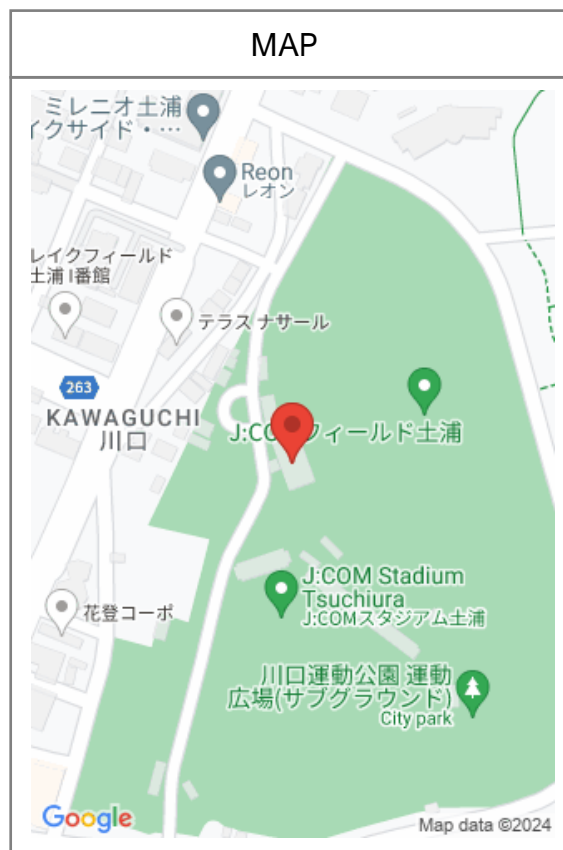 MAP
ミレニオ土浦
イクサイド・…
Reon
レオン
レイクフィールド
土浦Ⅰ番館
テラス ナサール
263
KAWAGUCHI
川口
J:CO フィールド土浦
J:COM Stadium
Tsuchiura
J:COMスタジアム土浦
花登コーポ
川口運動公園 運動
広場(サブグラウンド)
City park
Google
Map data ©2024